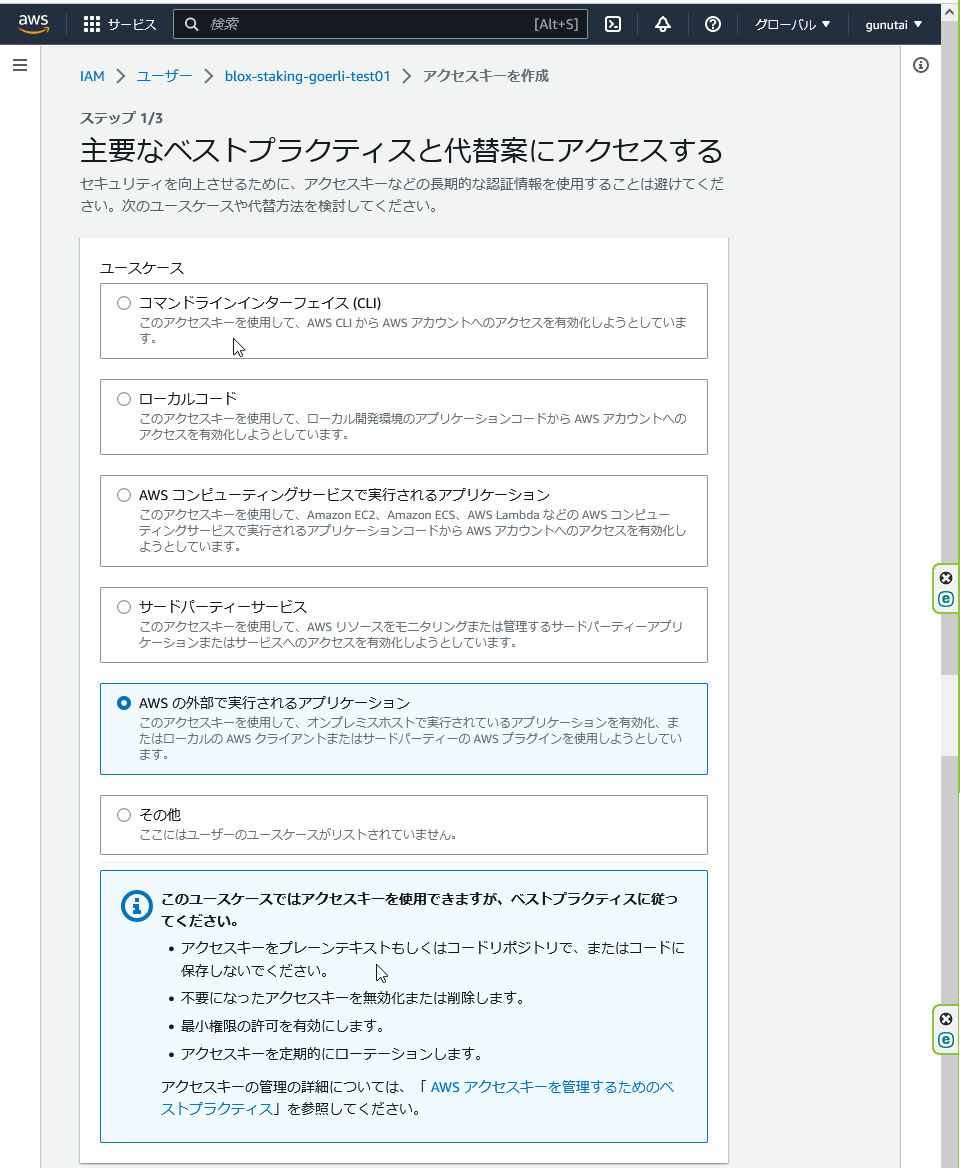 aws サービス 検索 [Alt+S] グローバル ▼ gunutai ▼
IAM > ユーザー > blox-staking-goerli-test01 > アクセスキーを作成
ステップ 1/3
主要なベストプラクティスと代替案にアクセスする
セキュリティを向上させるために、アクセスキーなどの長期的な認証情報を使用することは避けてくだ
さい。次のユースケースや代替方法を検討してください。
ユースケース
コマンドラインインターフェイス (CLI)
このアクセスキーを使用して、AWS CLI から AWS アカウントへのアクセスを有効化しようとしていま
す。
ローカルコード
このアクセスキーを使用して、ローカル開発環境のアプリケーションコードから AWS アカウントへの
アクセスを有効化しようとしています。
AWS コンピューティングサービスで実行されるアプリケーション
このアクセスキーを使用して、Amazon EC2、Amazon ECS、AWS Lambda などの AWS コンピュー
ティングサービスで実行されるアプリケーションコードから AWS アカウントへのアクセスを有効化し
ようとしています。
サードパーティーサービス
このアクセスキーを使用して、AWS リソースをモニタリングまたは管理するサードパーティーアプリ
ケーションまたはサービスへのアクセスを有効化しようとしています。
AWS の外部で実行されるアプリケーション
このアクセスキーを使用して、オンプレミスホストで実行されているアプリケーションを有効化、ま
たはローカルの AWS クライアントまたはサードパーティーの AWS プラグインを使用しようとしてい
ます。
その他
ここにはユーザーのユースケースがリストされていません。
このユースケースではアクセスキーを使用できますが、ベストプラクティスに従っ
てください。
• アクセスキーをプレーンテキストもしくはコードリポジトリで、またはコードに
保存しないでください。
• 不要になったアクセスキーを無効化または削除します。
• 最小権限の許可を有効にします。
• アクセスキーを定期的にローテーションします。
アクセスキーの管理の詳細については、「 AWS アクセスキーを管理するためのベ
ストプラクティス」を参照してください。